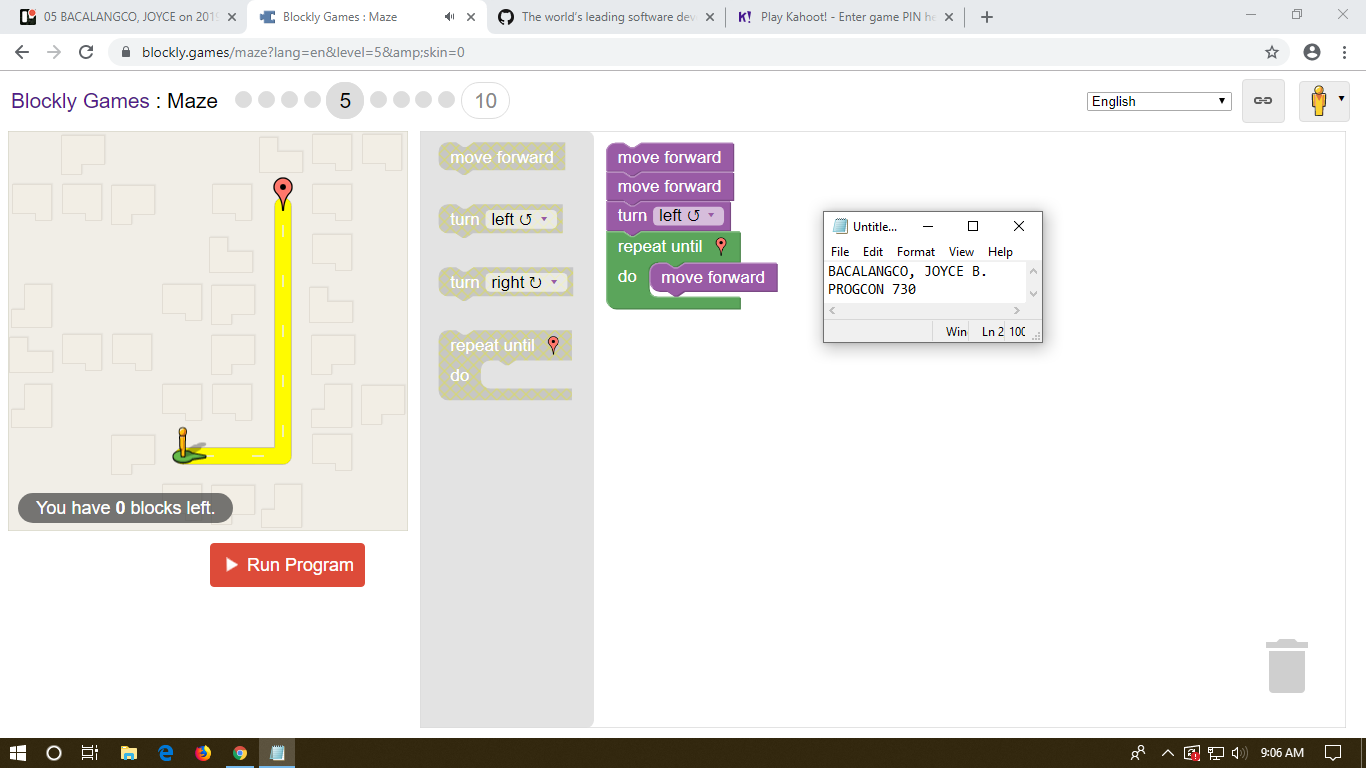 05 BACALANGCO, JOYCE on 2019
Blockly Games : Maze
The world's leading software dev
Play Kahoot! - Enter game PIN he
blockly.games/maze?lang=en&level=5&amp;skin=0
Blockly Games : Maze
5
10
English
move forward
turn left ↺
turn right ↻
repeat until
do
move forward
move forward
turn left ↺
repeat until
do move forward
Untitle...
File Edit Format View Help
BACALANGCO, JOYCE B.
PROGCON 730
Win
Ln 2
100
You have 0 blocks left.
Run Program
9:06 AM